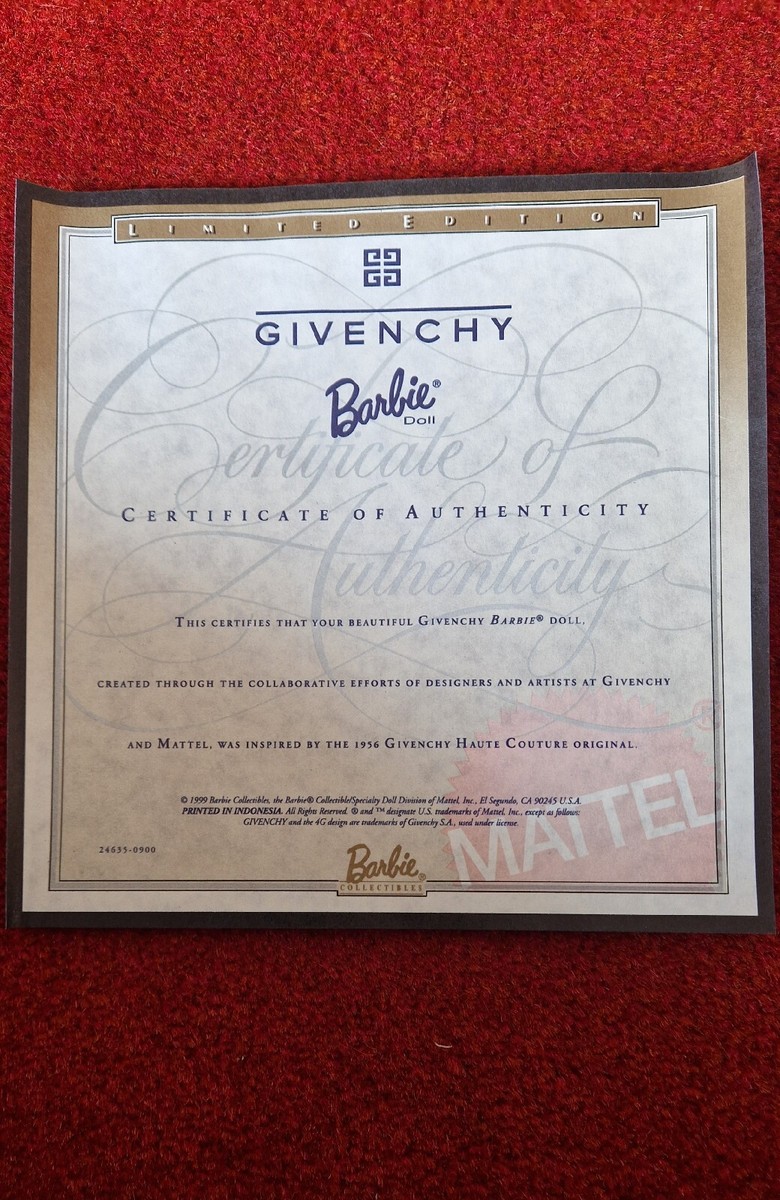 LIMITED EDITION
GIVENCHY
Barbie®
Doll
Certificate of
CERTIFICATE OF AUTHENTICITY
Authenticity
THIS CERTIFIES THAT YOUR BEAUTIFUL GIVENCHY BARBIE® DOLL,
CREATED THROUGH THE COLLABORATIVE EFFORTS OF DESIGNERS AND ARTISTS AT GIVENCHY
AND MATTEL, WAS INSPIRED BY THE 1956 GIVENCHY HAUTE COUTURE ORIGINAL.
© 1999 Barbie Collectibles, the Barbie® Collectible/Specialty Doll Division of Mattel, Inc., El Segundo, CA 90245 U.S.A.
PRINTED IN INDONESIA. All Rights Reserved. ® and ™ designate U.S. trademarks of Mattel, Inc., except as follows:
GIVENCHY and the 4G design are trademarks of Givenchy S.A., used under license.
MATTEL®
24635-0900
Barbie®
COLLECTIBLES